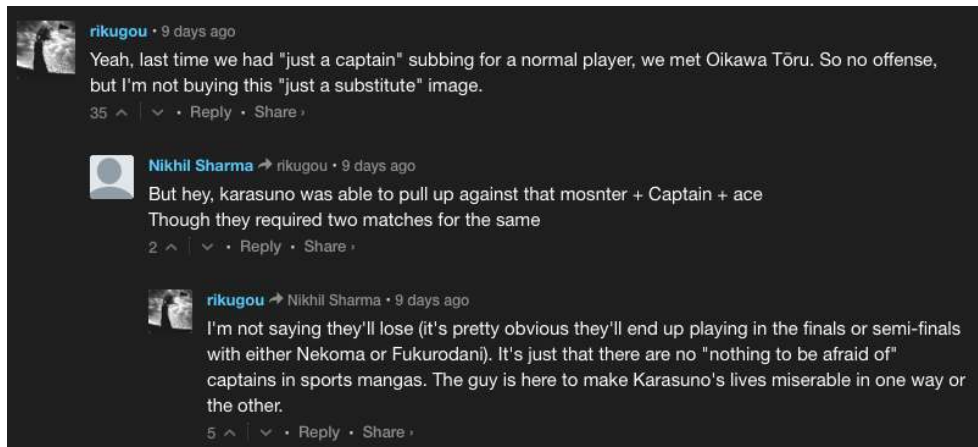 rikugou • 9 days ago
Yeah, last time we had "just a captain" subbing for a normal player, we met Oikawa Tōru. So no offense,
but I'm not buying this "just a substitute" image.
35 • Reply • Share ›
Nikhil Sharma rikugou • 9 days ago
But hey, karasuno was able to pull up against that mosnter + Captain + ace
Though they required two matches for the same
2 • Reply • Share ›
rikugou Nikhil Sharma • 9 days ago
I'm not saying they'll lose (it's pretty obvious they'll end up playing in the finals or semi-finals
with either Nekoma or Fukurodani). It's just that there are no "nothing to be afraid of"
captains in sports mangas. The guy is here to make Karasuno's lives miserable in one way or
the other.
5 • Reply • Share ›